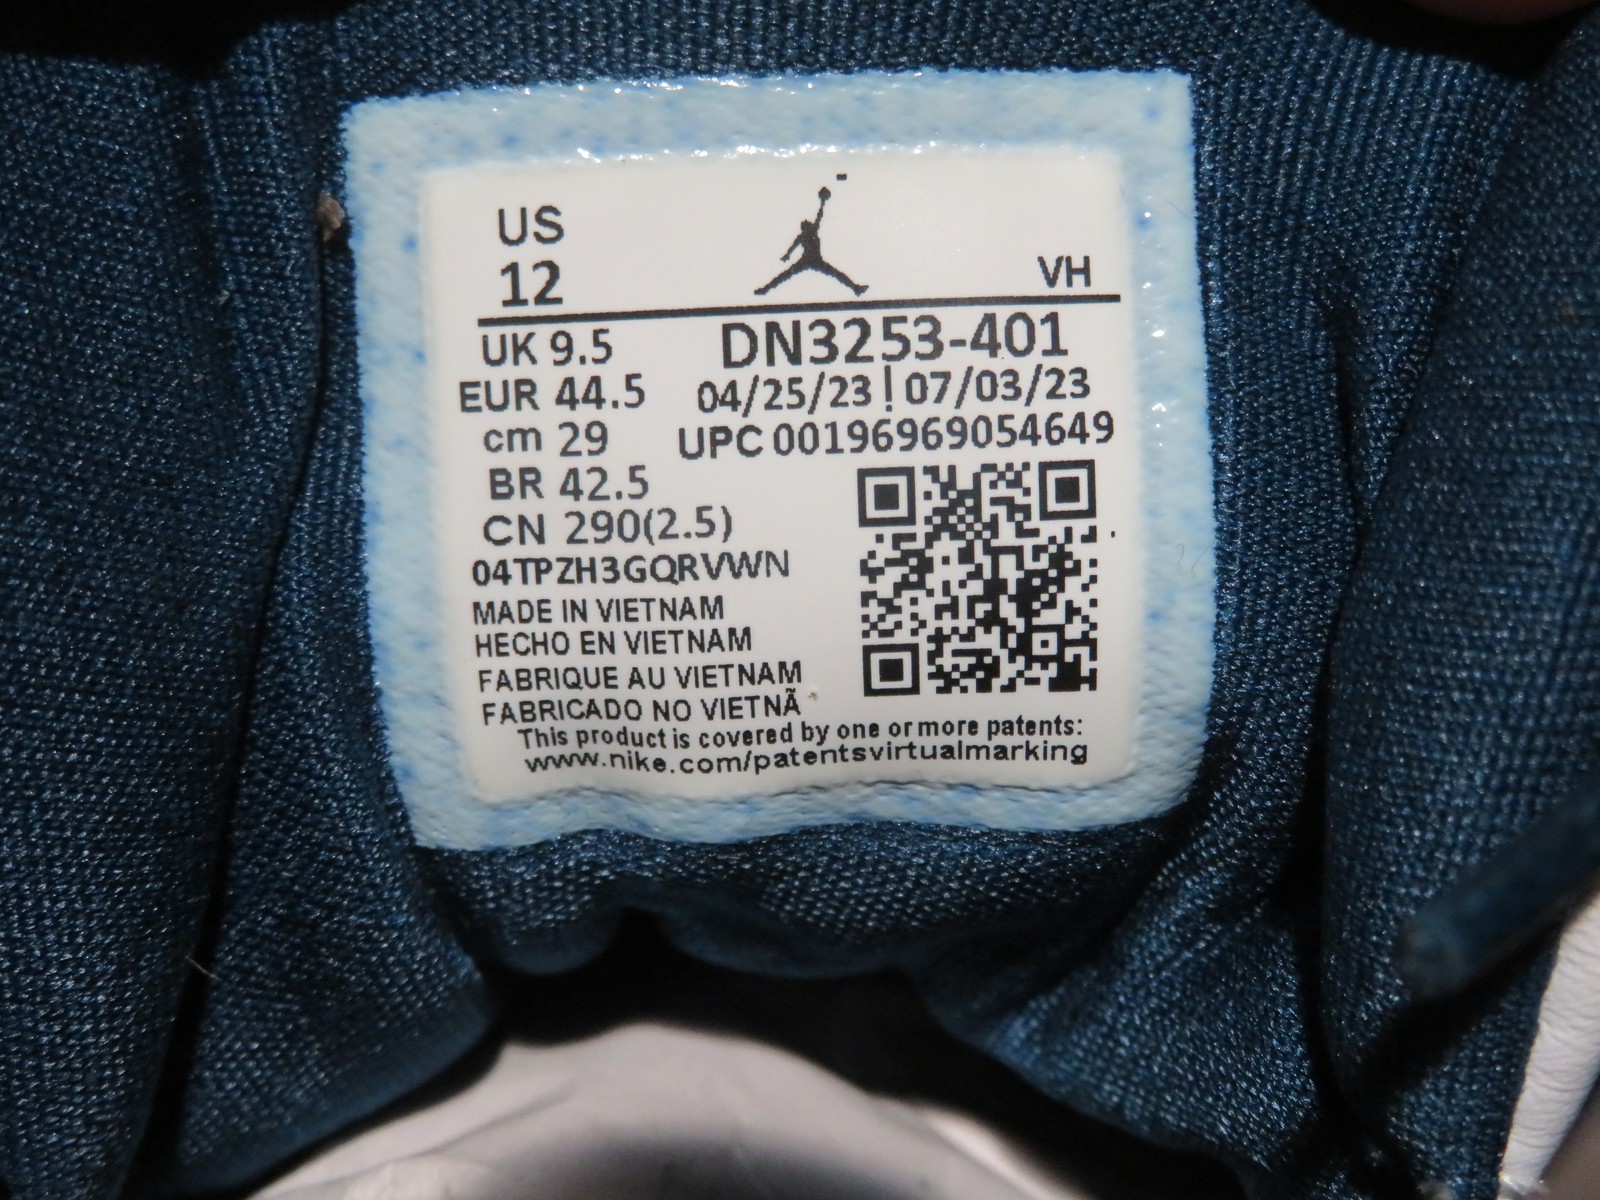 US
12
VH
UK 9.5
DN3253-401
EUR 44.5
04/25/23 | 07/03/23
cm 29
UPC 00196969054649
BR 42.5
CN 290(2.5)
04TPZH3GQRVWN
MADE IN VIETNAM
HECHO EN VIETNAM
FABRIQUE AU VIETNAM
FABRICADO NO VIETNÃ
This product is covered by one or more patents:
www.nike.com/patentsvirtualmarking